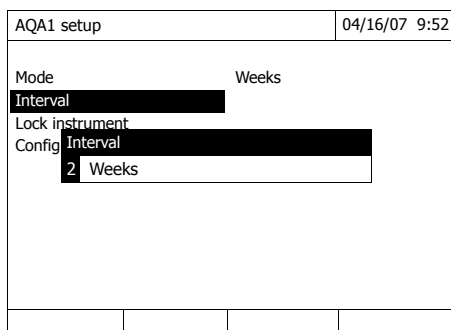 AQA1 setup 04/16/07 9:52
Mode Weeks
Interval
Lock instrument
Config
Interval
2 Weeks